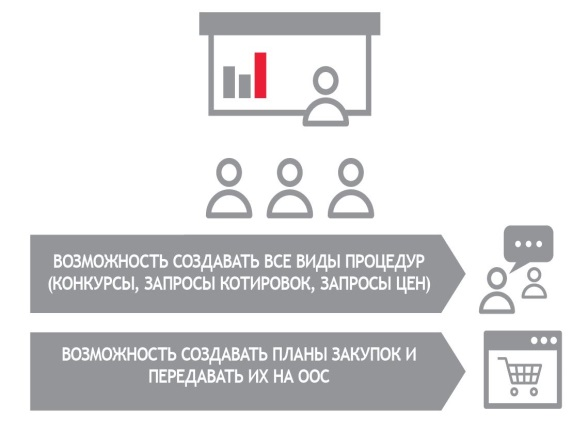 ВОЗМОЖНОСТЬ СОЗДАВАТЬ ВСЕ ВИДЫ ПРОЦЕДУР
(КОНКУРСЫ, ЗАПРОСЫ КОТИРОВОК, ЗАПРОСЫ ЦЕН)
ВОЗМОЖНОСТЬ СОЗДАВАТЬ ПЛАНЫ ЗАКУПОК И
ПЕРЕДАВАТЬ ИХ НА ООС